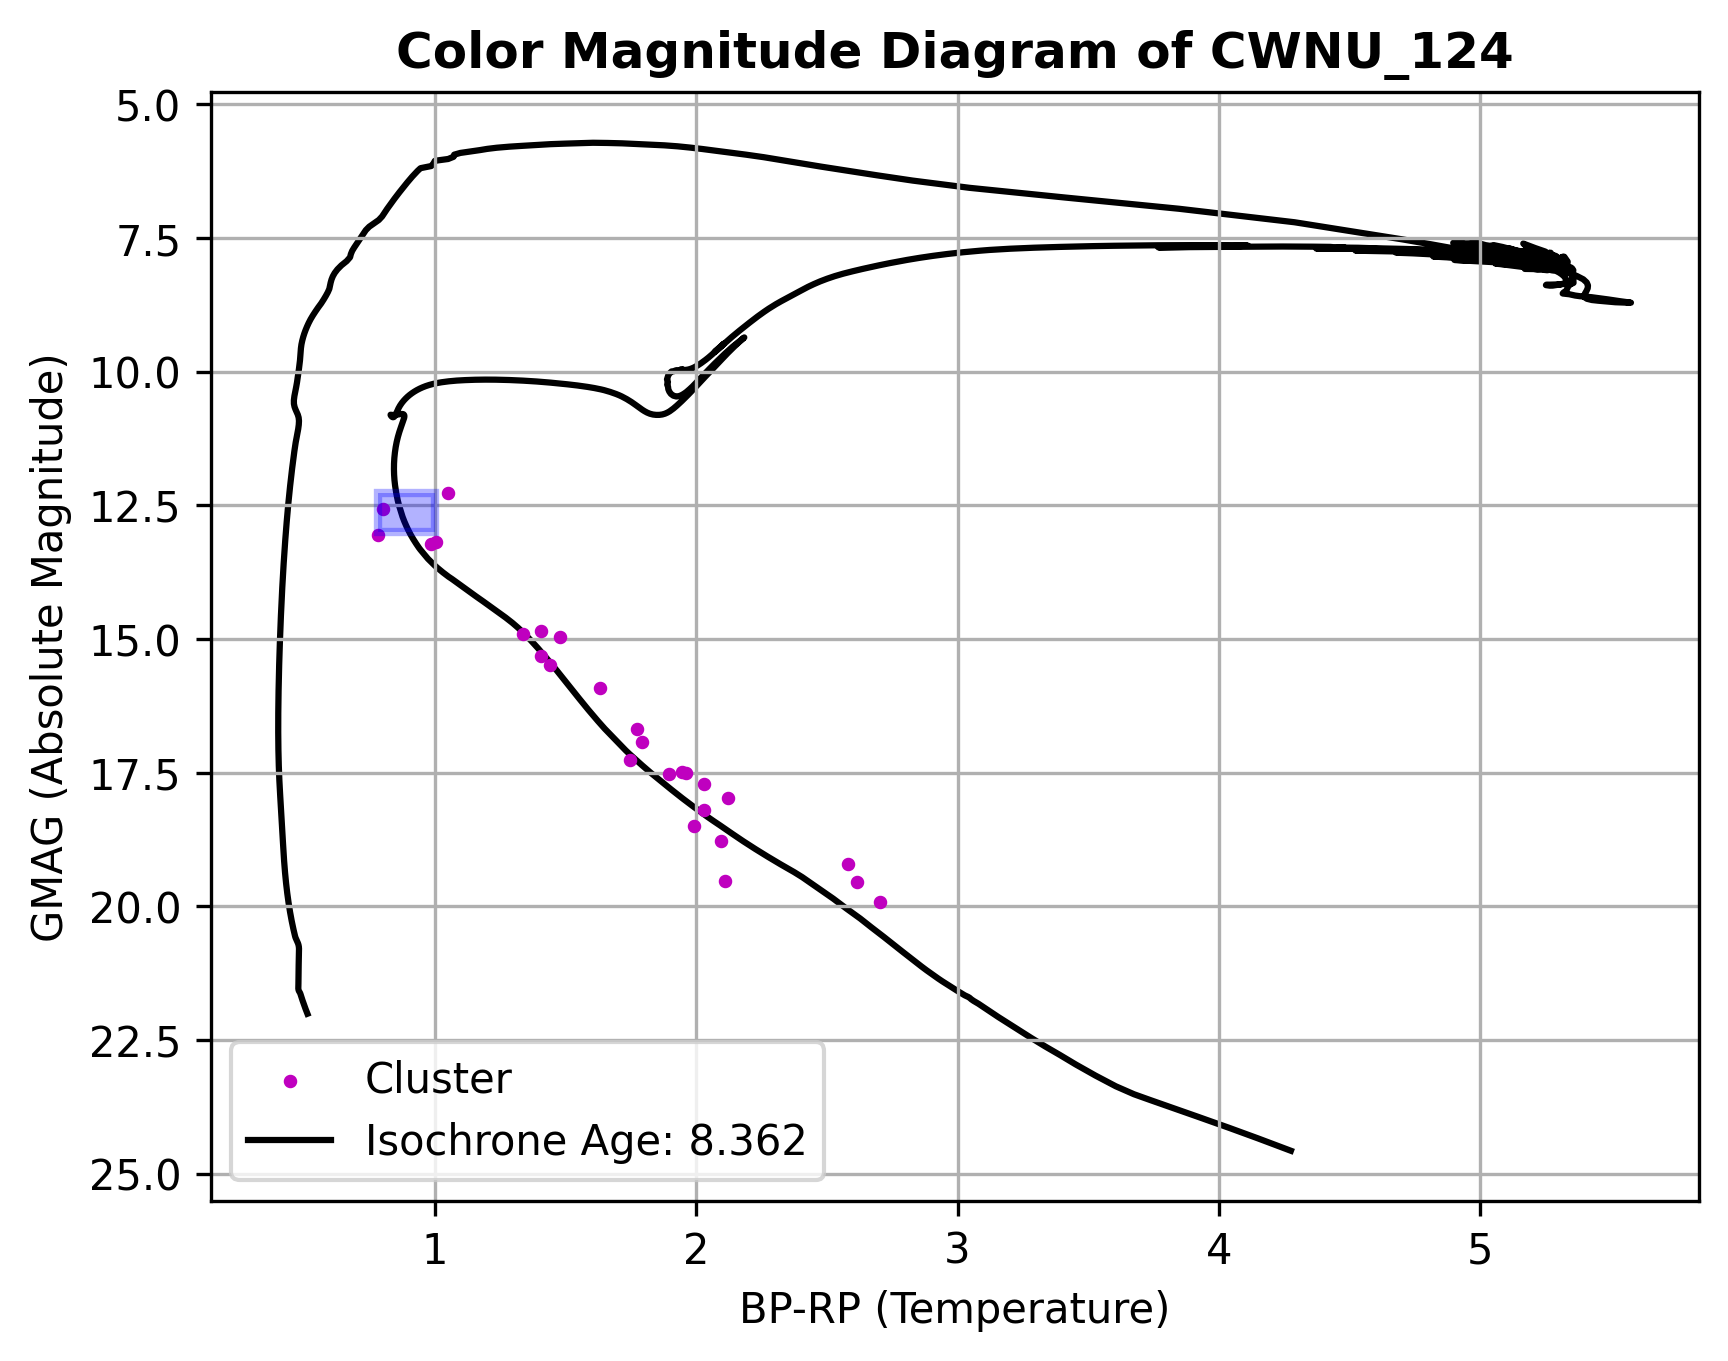 Color Magnitude Diagram of CWNU_124
GMAG (Absolute Magnitude)
5.0
7.5
10.0
12.5
15.0
17.5
20.0
22.5
25.0
Cluster
Isochrone Age: 8.362
1 2 3 4 5
BP-RP (Temperature)